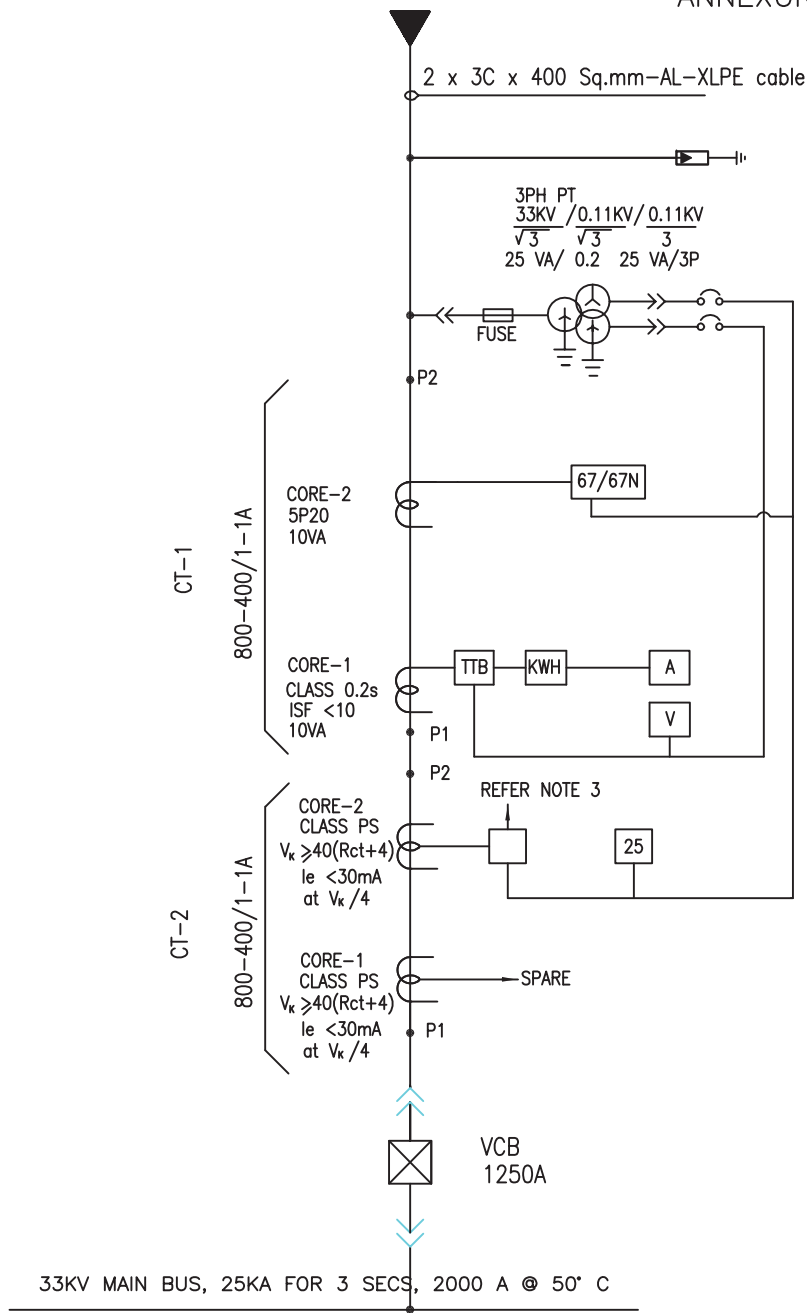 ANNEXUR
2 x 3C x 400 Sq.mm-AL-XLPE cable
3PH PT
33KV / 0.11KV / 0.11KV
√3 √3 3
25 VA/ 0.2 25 VA/3P
FUSE
P2
CORE-2
5P20
10VA
67/67N
CT-1
800-400/1-1A
CORE-1
CLASS 0.2s
ISF <10
10VA
TTB
KWH
A
V
P1
P2
REFER NOTE 3
CORE-2
CLASS PS
VK ⩾40(Rct+4)
Ie <30mA
at VK /4
25
CT-2
800-400/1-1A
CORE-1
CLASS PS
VK ⩾40(Rct+4)
Ie <30mA
at VK /4
SPARE
P1
VCB
1250A
33KV MAIN BUS, 25KA FOR 3 SECS, 2000 A @ 50° C